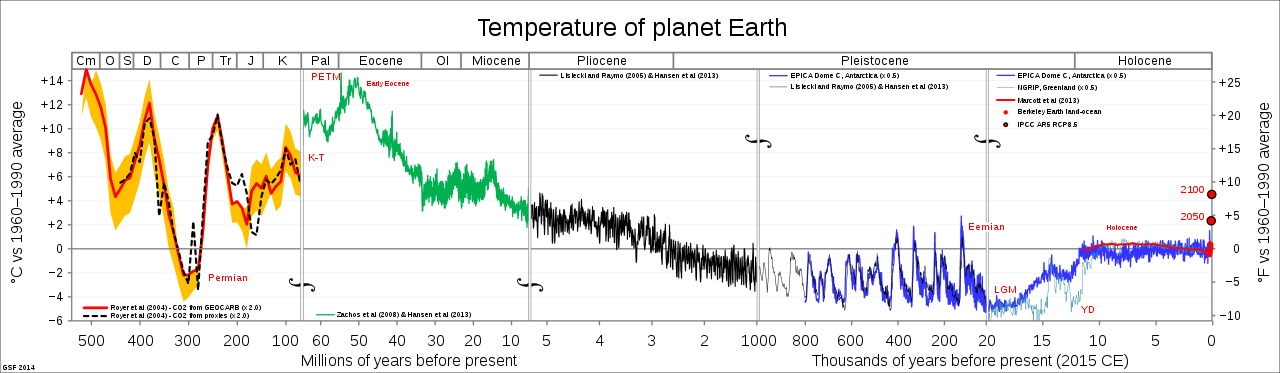 Temperature of planet Earth
Cm O S D C P Tr J K Pal Eocene Ol Miocene Pliocene Pleistocene Holocene
PETM
Early Eocene
K-T
Permian
Royer et al (2004) - CO2 from GEOCARB (x 2.0)
Royer et al (2004) - CO2 from proxies (x 2.0)
Zachos et al (2008) & Hansen et al (2013)
Lisiecki and Raymo (2005) & Hansen et al (2013)
EPICA Dome C, Antarctica (x 0.5)
Lisiecki and Raymo (2005) & Hansen et al (2013)
Eemian
EPICA Dome C, Antarctica (x 0.5)
NGRIP, Greenland (x 0.5)
Marcott et al (2013)
Berkeley Earth land-ocean
IPCC AR5 RCP8.5
2100
2050
Holocene
LGM
YD
°C vs 1960–1990 average
+14
+12
+10
+8
+6
+4
+2
0
−2
−4
−6
°F vs 1960–1990 average
+25
+20
+15
+10
+5
0
−5
−10
500 400 300 200 100 60 50 40 30 20 10 5 4 3 2 1000 800 600 400 200 20 15 10 5 0
Millions of years before present
Thousands of years before present (2015 CE)
GSF 2014